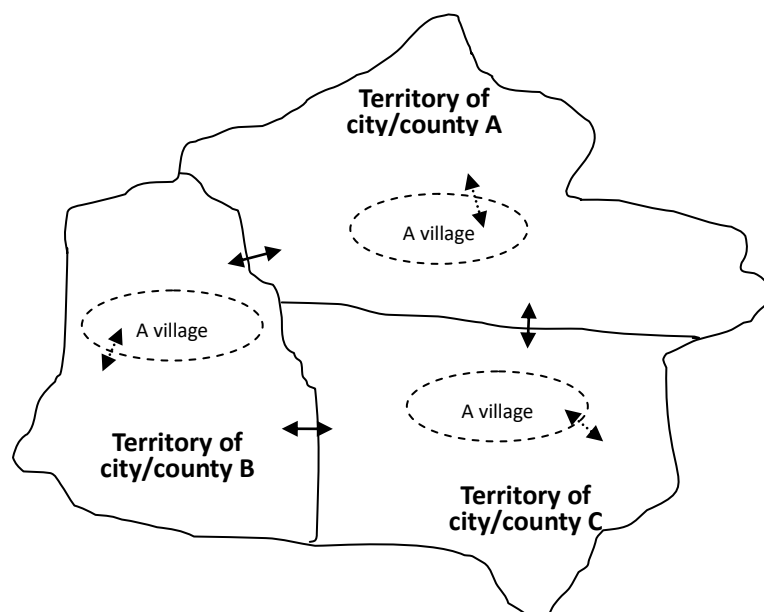 Territory of
city/county A
A village
A village
A village
Territory of
city/county B
Territory of
city/county C